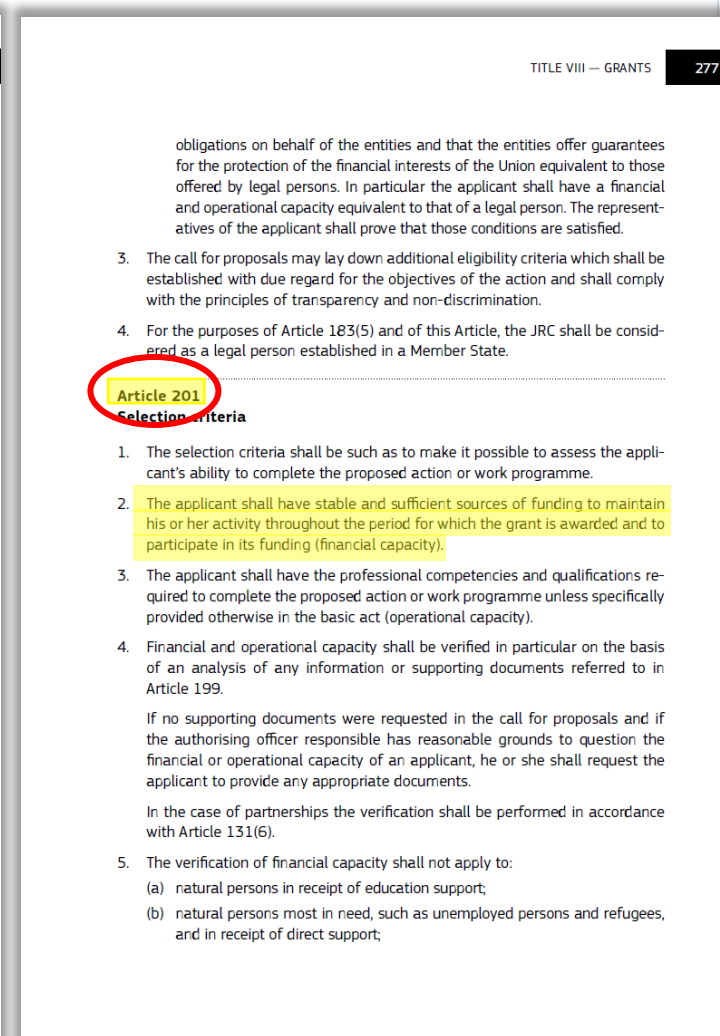 TITLE VIII — GRANTS 277
obligations on behalf of the entities and that the entities offer guarantees
for the protection of the financial interests of the Union equivalent to those
offered by legal persons. In particular the applicant shall have a financial
and operational capacity equivalent to that of a legal person. The represent-
atives of the applicant shall prove that those conditions are satisfied.
3. The call for proposals may lay down additional eligibility criteria which shall be
established with due regard for the objectives of the action and shall comply
with the principles of transparency and non-discrimination.
4. For the purposes of Article 183(5) and of this Article, the JRC shall be consid-
ered as a legal person established in a Member State.
Article 201
Selection criteria
1. The selection criteria shall be such as to make it possible to assess the appli-
cant's ability to complete the proposed action or work programme.
2. The applicant shall have stable and sufficient sources of funding to maintain
his or her activity throughout the period for which the grant is awarded and to
participate in its funding (financial capacity).
3. The applicant shall have the professional competencies and qualifications re-
quired to complete the proposed action or work programme unless specifically
provided otherwise in the basic act (operational capacity).
4. Financial and operational capacity shall be verified in particular on the basis
of an analysis of any information or supporting documents referred to in
Article 199.
If no supporting documents were requested in the call for proposals and if
the authorising officer responsible has reasonable grounds to question the
financial or operational capacity of an applicant, he or she shall request the
applicant to provide any appropriate documents.
In the case of partnerships the verification shall be performed in accordance
with Article 131(6).
5. The verification of financial capacity shall not apply to:
(a) natural persons in receipt of education support;
(b) natural persons most in need, such as unemployed persons and refugees,
and in receipt of direct support;